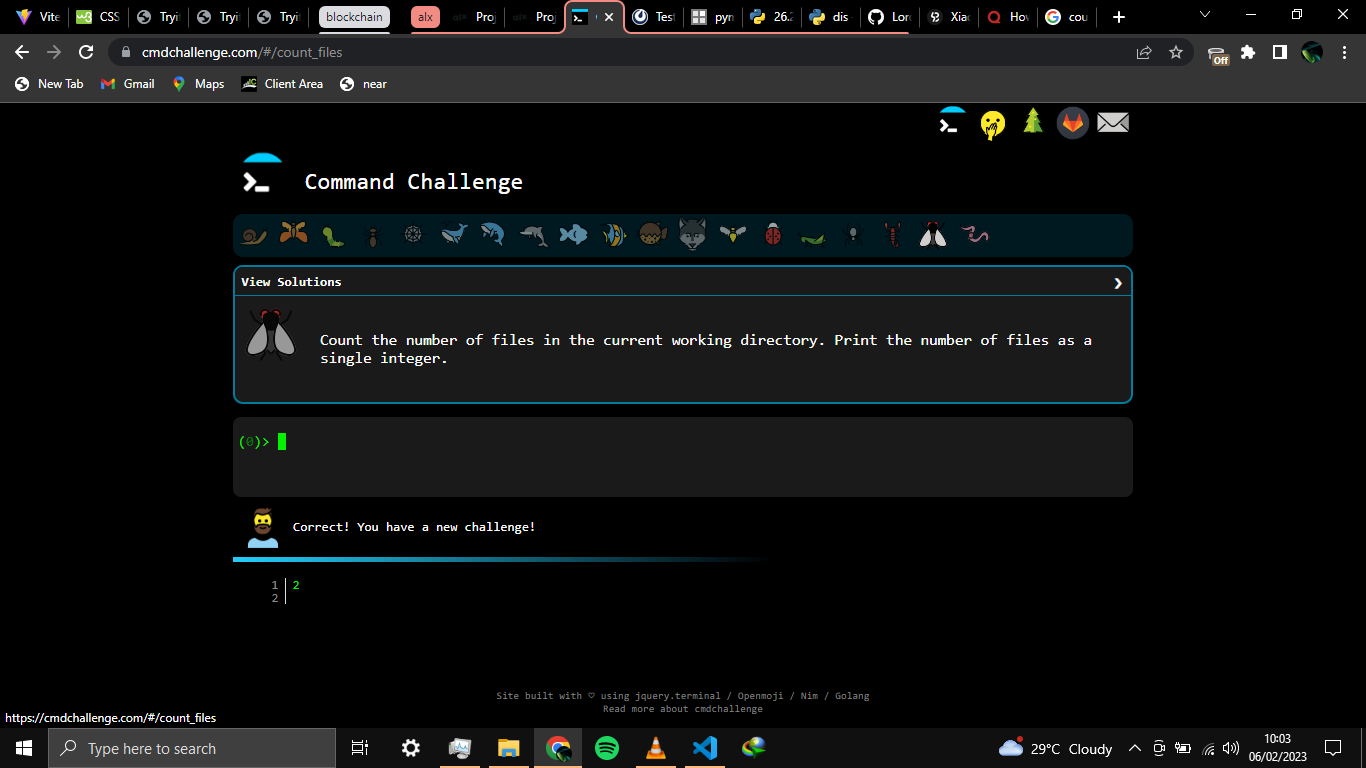 Vite
CSS
Tryi
Tryi
Tryi
blockchain
alx
Proj
Proj
Test
pyn
26.2
dis
Lor
Xiao
Hov
cou
cmdchallenge.com/#/count_files
Off
New Tab
Gmail
Maps
Client Area
near
Command Challenge
View Solutions
Count the number of files in the current working directory. Print the number of files as a
single integer.
(0)>
Correct! You have a new challenge!
1 2
2
Site built with ♡ using jquery.terminal / Openmoji / Nim / Golang
Read more about cmdchallenge
https://cmdchallenge.com/#/count_files
Type here to search
29°C Cloudy
10:03
06/02/2023